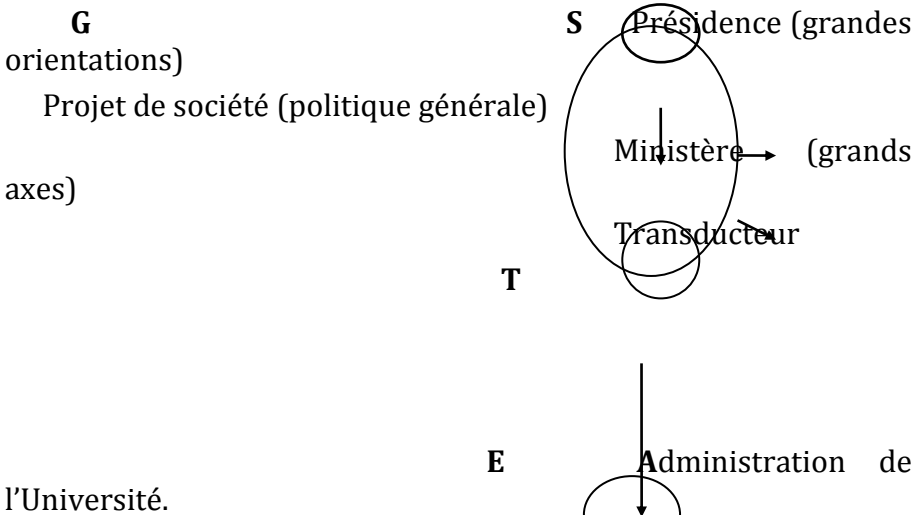 G S Présidence (grandes
orientations)
Projet de société (politique générale)
Ministère (grands
axes)
Transducteur
T
E Administration de
l'Université.